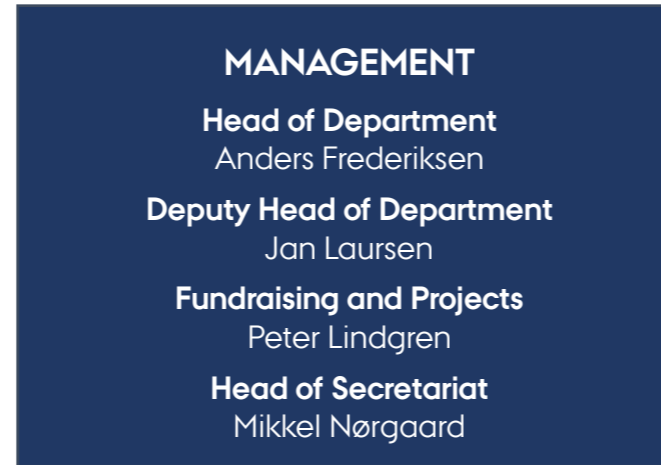 MANAGEMENT
Head of Department
Anders Frederiksen
Deputy Head of Department
Jan Laursen
Fundraising and Projects
Peter Lindgren
Head of Secretariat
Mikkel Nørgaard